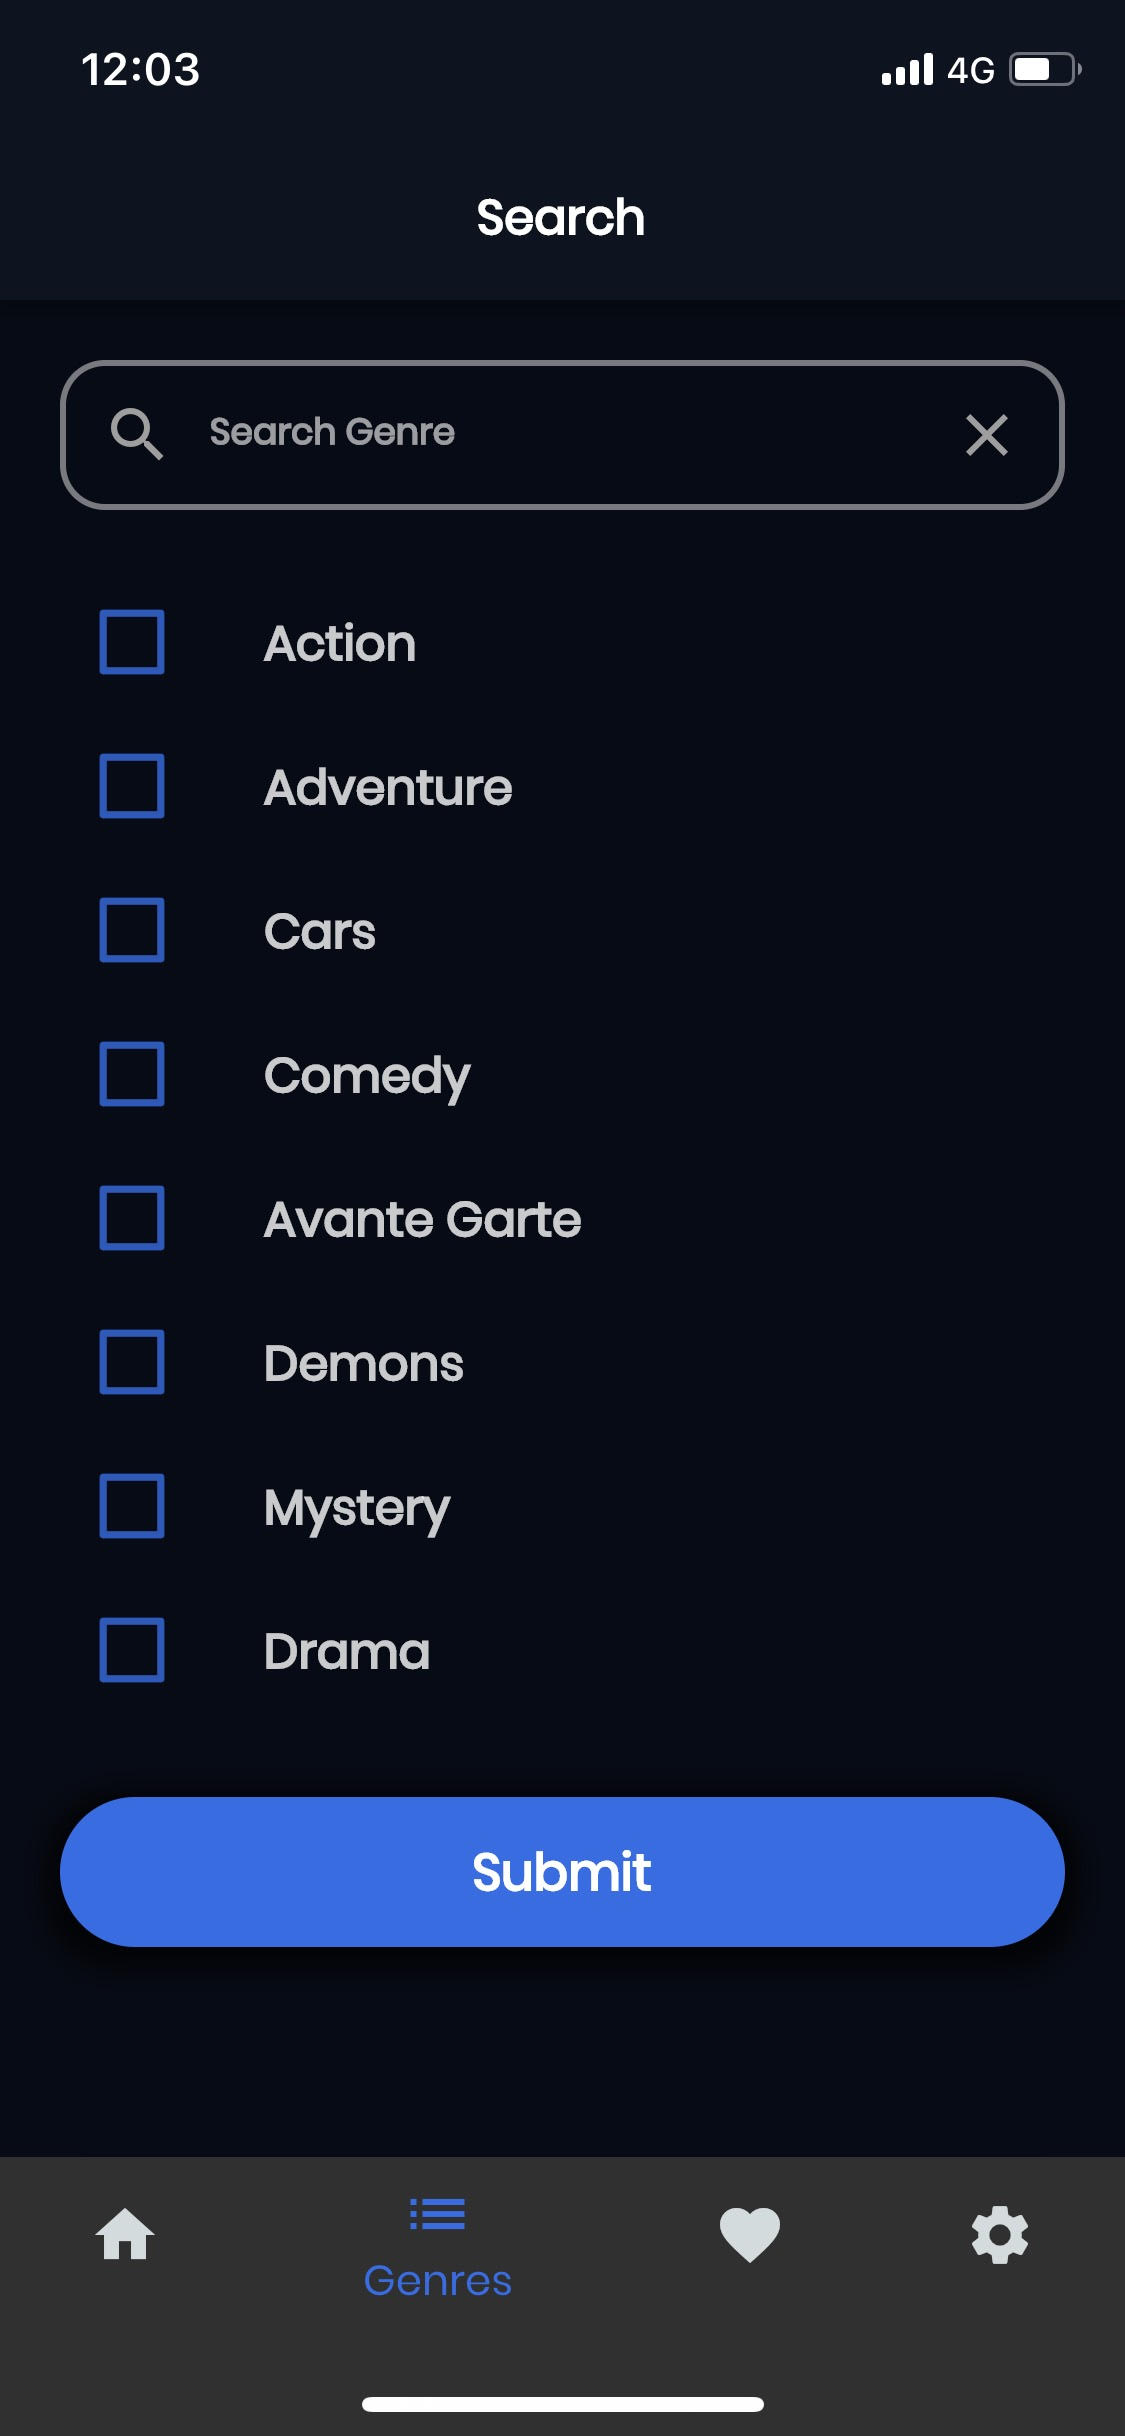 12:03
4G
Search
Search Genre
Action
Adventure
Cars
Comedy
Avante Garte
Demons
Mystery
Drama
Submit
Genres